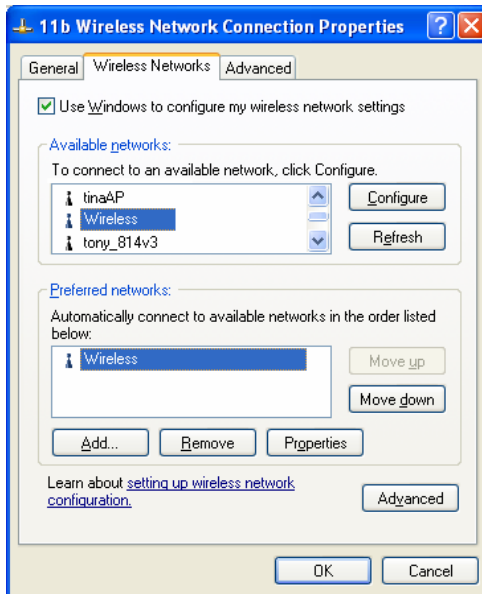 11b Wireless Network Connection Properties
General Wireless Networks Advanced
Use Windows to configure my wireless network settings
Available networks:
To connect to an available network, click Configure.
tinaAP
Wireless
tony_814v3
Configure
Refresh
Preferred networks:
Automatically connect to available networks in the order listed
below:
Wireless
Move up
Move down
Add... Remove Properties
Learn about setting up wireless network
configuration.
Advanced
OK Cancel